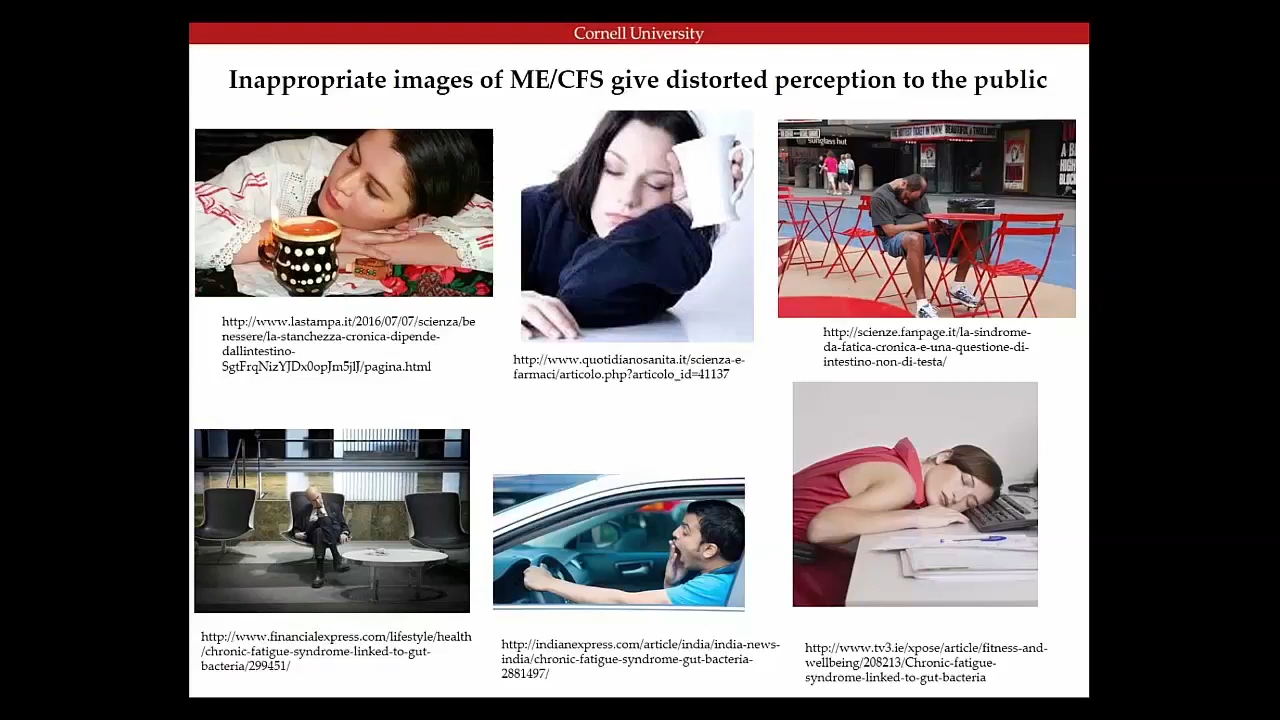 Cornell University
Inappropriate images of ME/CFS give distorted perception to the public
sunglass hut
http://www.lastampa.it/2016/07/07/scienza/be
nessere/la-stanchezza-cronica-dipende-
dallintestino-
SgtFrqNizYJDx0opJm5jlJ/pagina.html
http://www.quotidianosanita.it/scienza-e-
farmaci/articolo.php?articolo_id=41137
http://scienze.fanpage.it/la-sindrome-
da-fatica-cronica-e-una-questione-di-
intestino-non-di-testa/
http://www.financialexpress.com/lifestyle/health
/chronic-fatigue-syndrome-linked-to-gut-
bacteria/299451/
http://indianexpress.com/article/india/india-news-
india/chronic-fatigue-syndrome-gut-bacteria-
2881497/
http://www.tv3.ie/xpose/article/fitness-and-
wellbeing/208213/Chronic-fatigue-
syndrome-linked-to-gut-bacteria